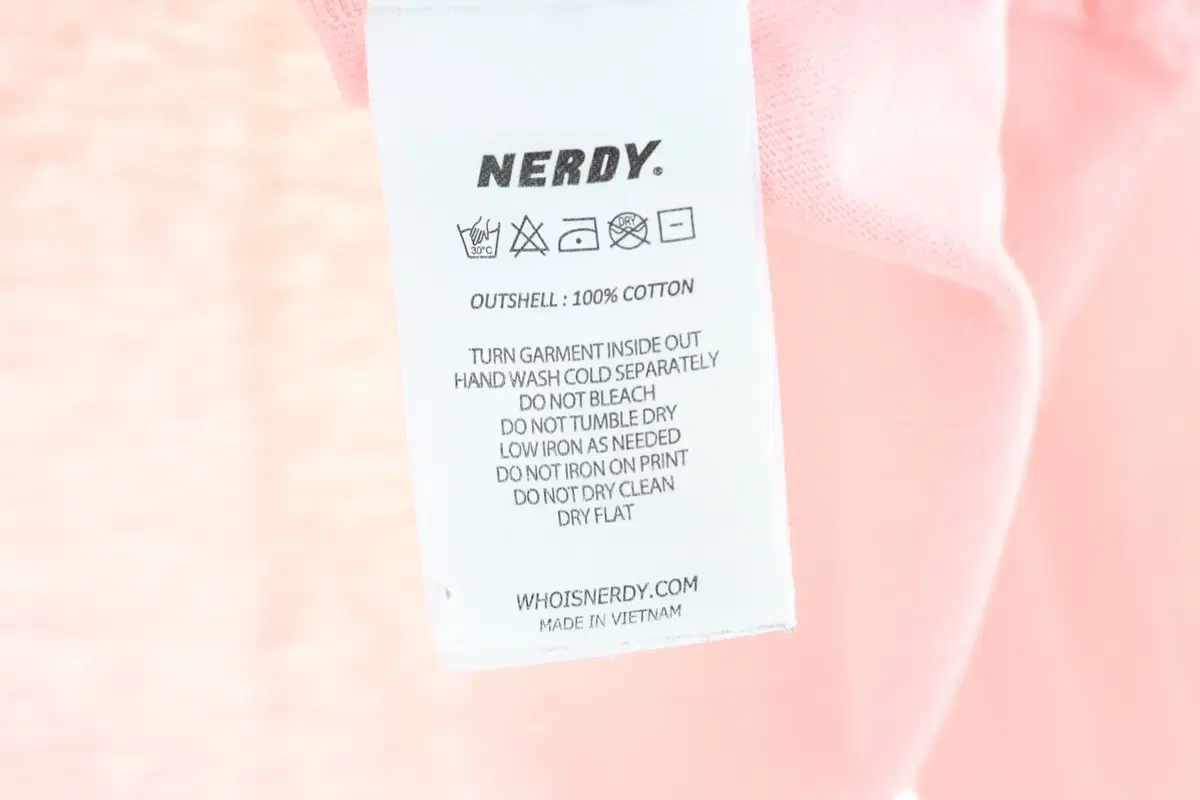 NERDY.®
30°C
DRY
OUTSHELL : 100% COTTON
TURN GARMENT INSIDE OUT
HAND WASH COLD SEPARATELY
DO NOT BLEACH
DO NOT TUMBLE DRY
LOW IRON AS NEEDED
DO NOT IRON ON PRINT
DO NOT DRY CLEAN
DRY FLAT
WHOISNERDY.COM
MADE IN VIETNAM